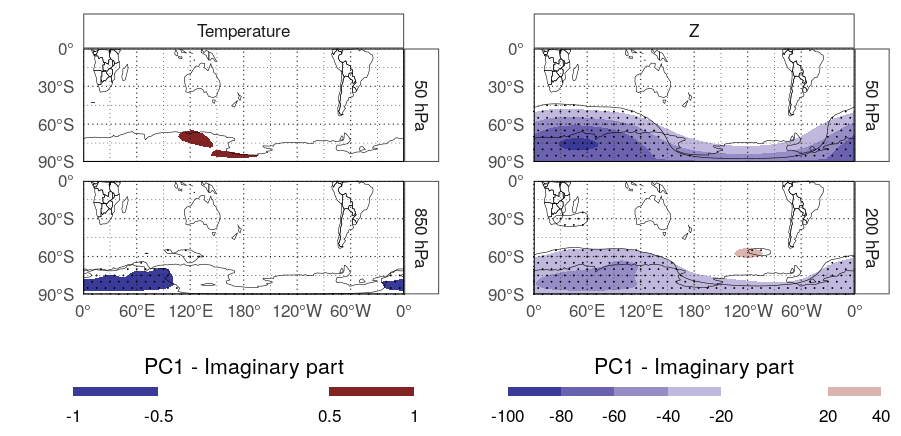 Temperature
Z
0°
30°S
60°S
90°S
50 hPa
0°
30°S
60°S
90°S
50 hPa
0°
30°S
60°S
90°S
850 hPa
0°
30°S
60°S
90°S
200 hPa
0° 60°E 120°E 180° 120°W 60°W 0°
0° 60°E 120°E 180° 120°W 60°W 0°
PC1 - Imaginary part
-1 -0.5 0.5 1
PC1 - Imaginary part
-100 -80 -60 -40 -20 20 40